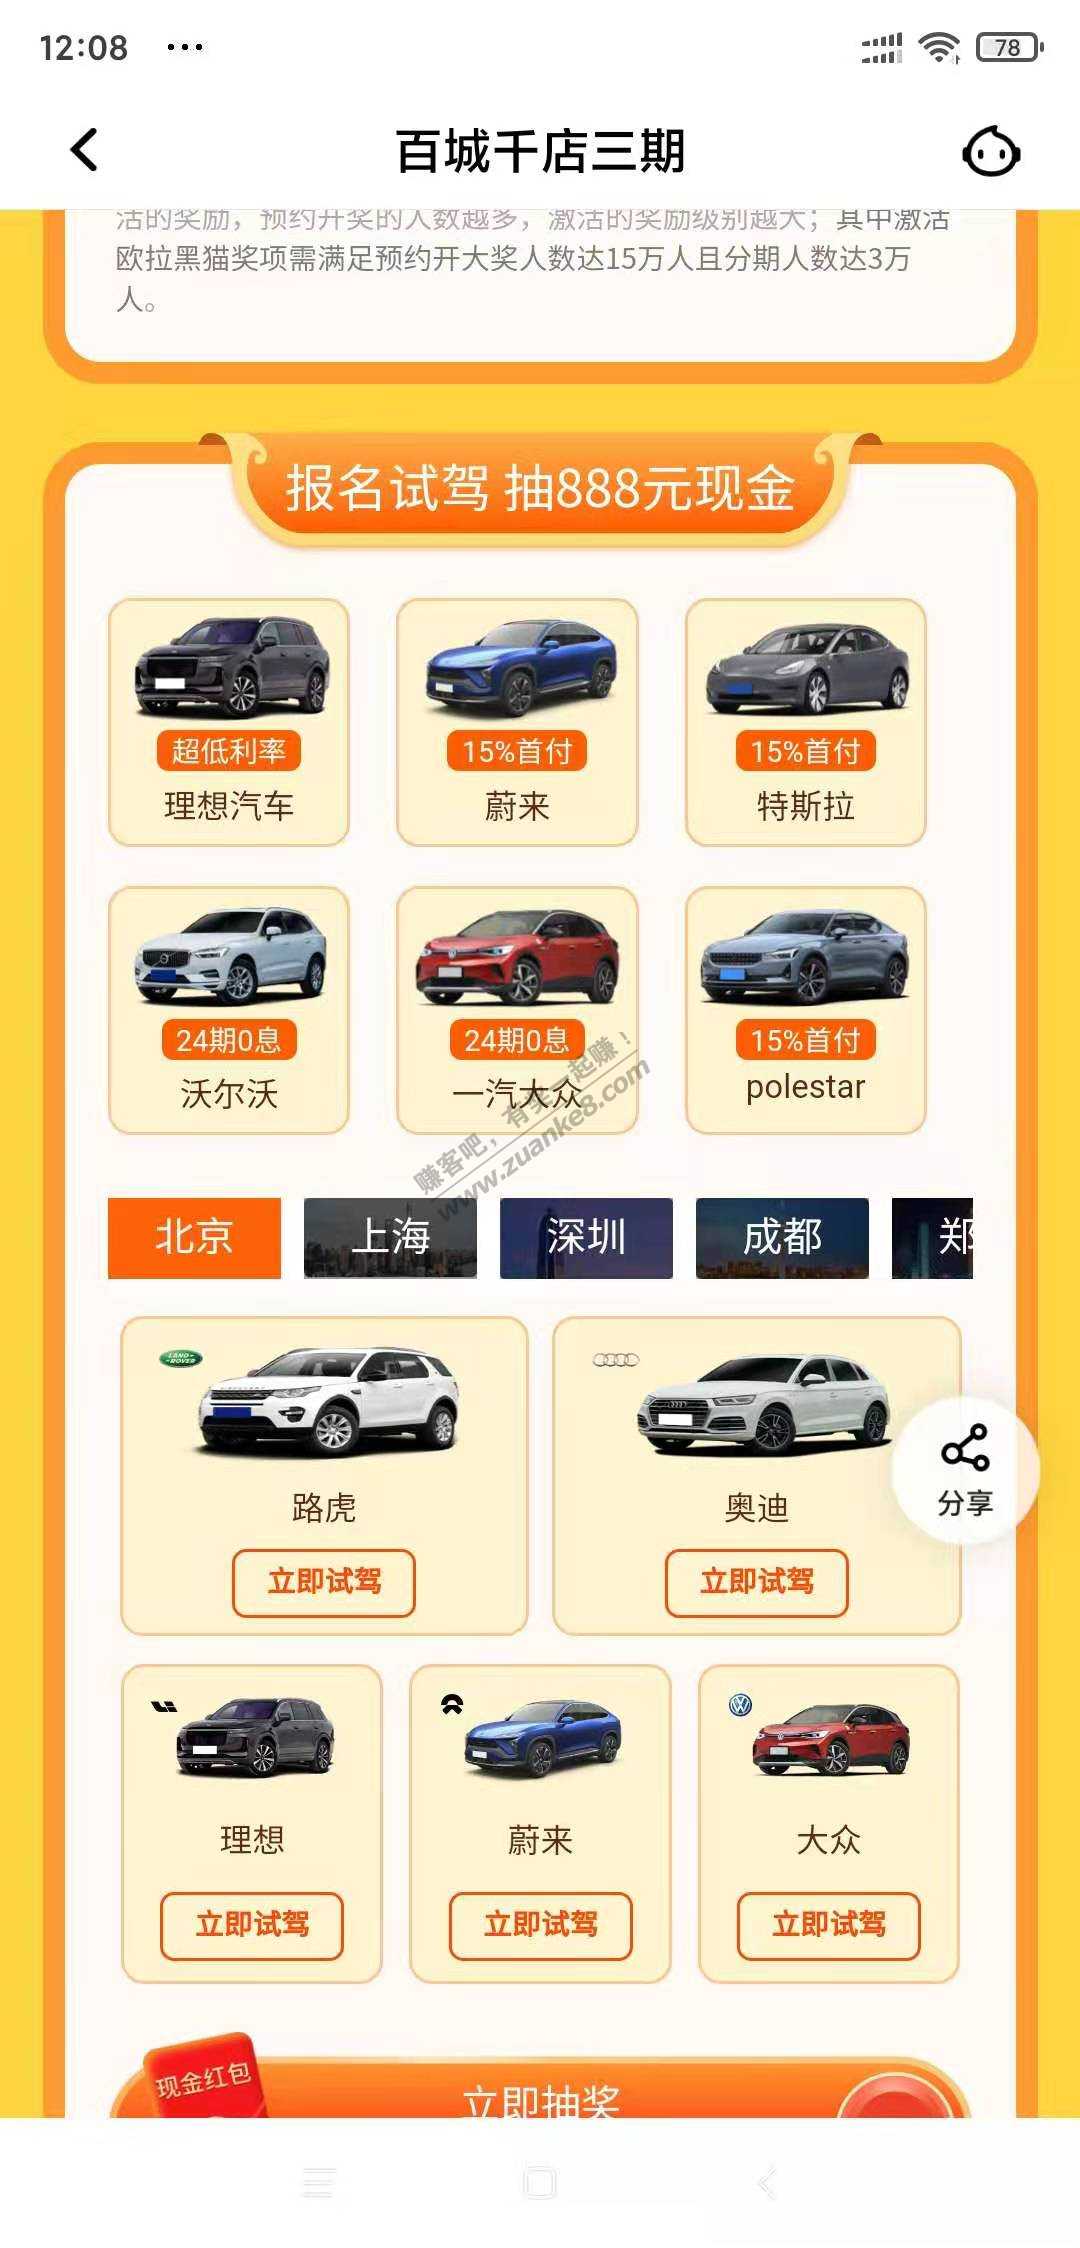 12:08
78
百城千店三期
活的奖励，预约开奖的人数越多，激活的奖励级别越大；其中激活
欧拉黑猫奖项需满足预约开大奖人数达15万人且分期人数达3万
人。
报名试驾 抽888元现金
超低利率
15%首付
15%首付
理想汽车
蔚来
特斯拉
24期0息
24期0息
15%首付
沃尔沃
一汽大众
polestar
赚客吧，有奖一起赚！
www.zuanke8.com
北京
上海
深圳
成都
郑
LAND-
ROVER
路虎
奥迪
分享
立即试驾
立即试驾
理想
蔚来
大众
立即试驾
立即试驾
立即试驾
现金红包
立即抽奖